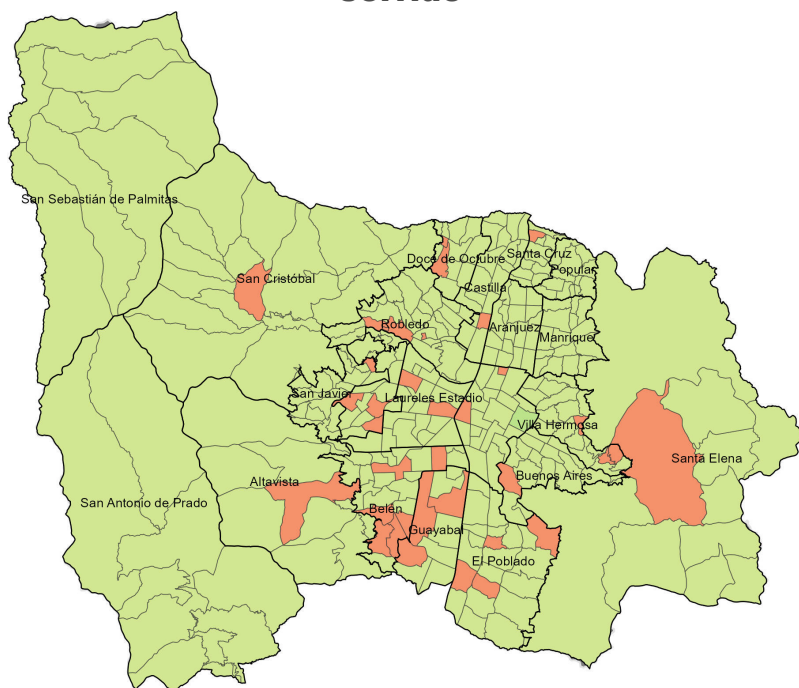 San Sebastián de Palmitas
San Cristóbal
Doce de Octubre
Santa Cruz
Popular
Castilla
Robledo
Aranjuez
Manrique
San Javier
Laureles Estadio
Villa Hermosa
Santa Elena
Buenos Aires
Altavista
San Antonio de Prado
Belén
Guayabal
El Poblado